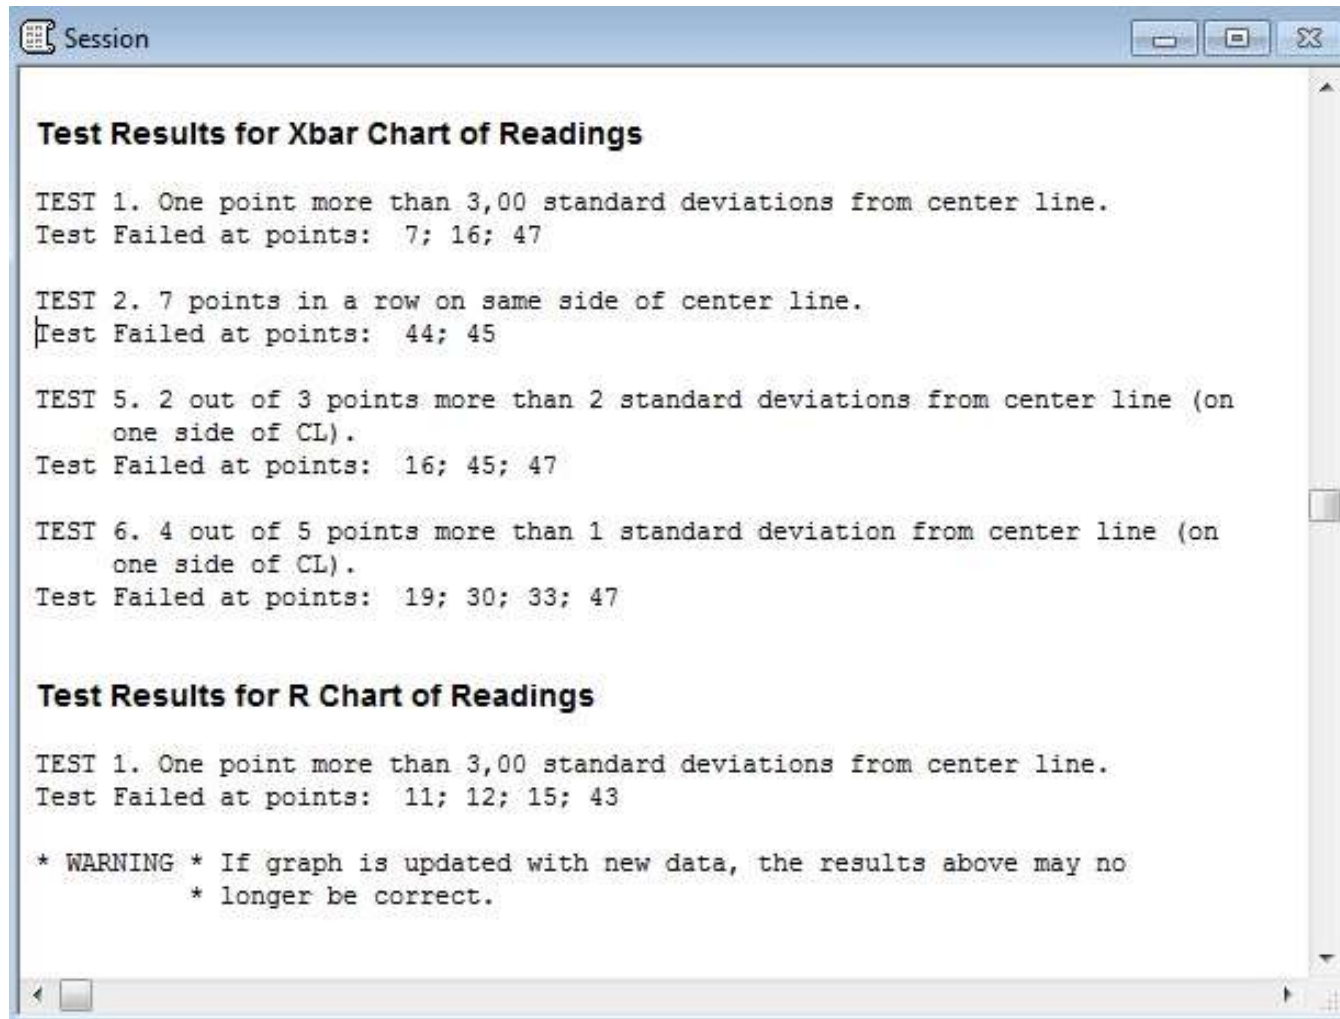 Session
Test Results for Xbar Chart of Readings
TEST 1. One point more than 3,00 standard deviations from center line.
Test Failed at points:  7; 16; 47
TEST 2. 7 points in a row on same side of center line.
Test Failed at points:  44; 45
TEST 5. 2 out of 3 points more than 2 standard deviations from center line (on
one side of CL).
Test Failed at points:  16; 45; 47
TEST 6. 4 out of 5 points more than 1 standard deviation from center line (on
one side of CL).
Test Failed at points:  19; 30; 33; 47
Test Results for R Chart of Readings
TEST 1. One point more than 3,00 standard deviations from center line.
Test Failed at points:  11; 12; 15; 43
* WARNING * If graph is updated with new data, the results above may no
* longer be correct.